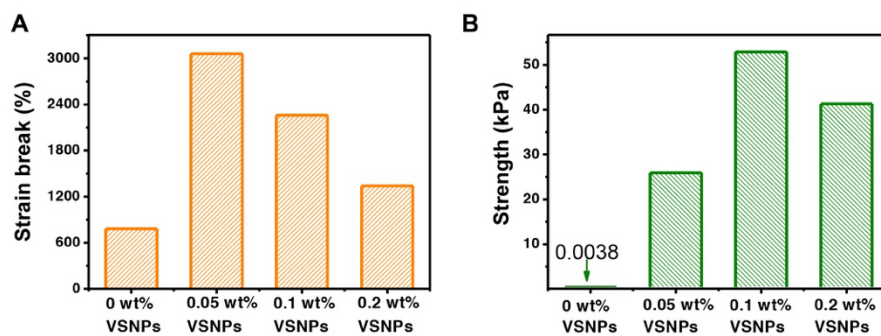 A
Strain break (%)
3000
2400
1800
1200
600
0
0 wt% 0.05 wt% 0.1 wt% 0.2 wt%
VSNPs VSNPs VSNPs VSNPs
B
Strength (kPa)
50
40
30
20
10
0.0038
0 wt% 0.05 wt% 0.1 wt% 0.2 wt%
VSNPs VSNPs VSNPs VSNPs